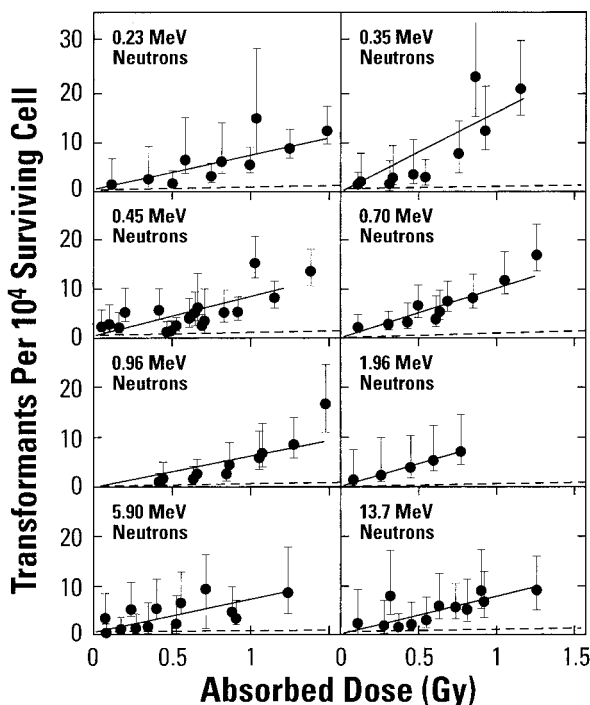 Transformants Per 10⁴ Surviving Cell
30
20
10
0
0.23 MeV
Neutrons
0.35 MeV
Neutrons
20
10
0
0.45 MeV
Neutrons
0.70 MeV
Neutrons
20
10
0
0.96 MeV
Neutrons
1.96 MeV
Neutrons
20
10
0
5.90 MeV
Neutrons
13.7 MeV
Neutrons
0 0.5 1 0 0.5 1 1.5
Absorbed Dose (Gy)